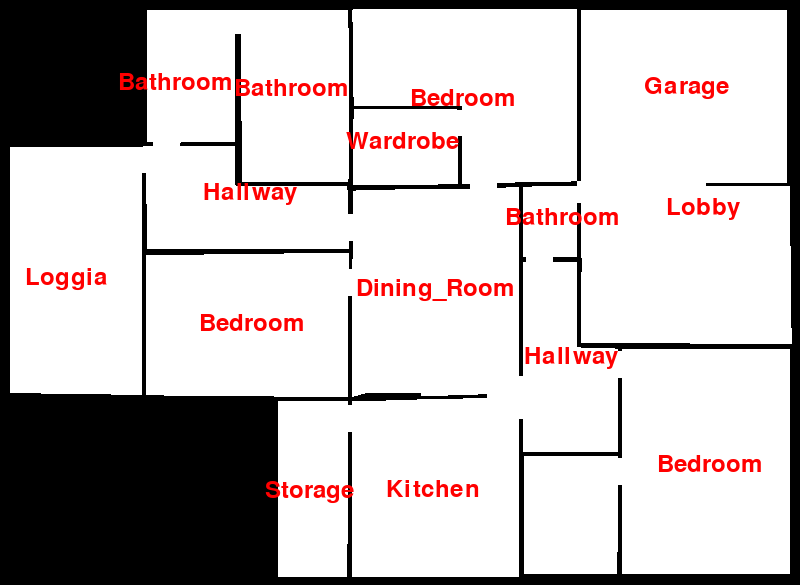 Bathroom
Bathroom
Bedroom
Garage
Wardrobe
Hallway
Bathroom
Lobby
Loggia
Dining_Room
Bedroom
Hallway
Storage
Kitchen
Bedroom